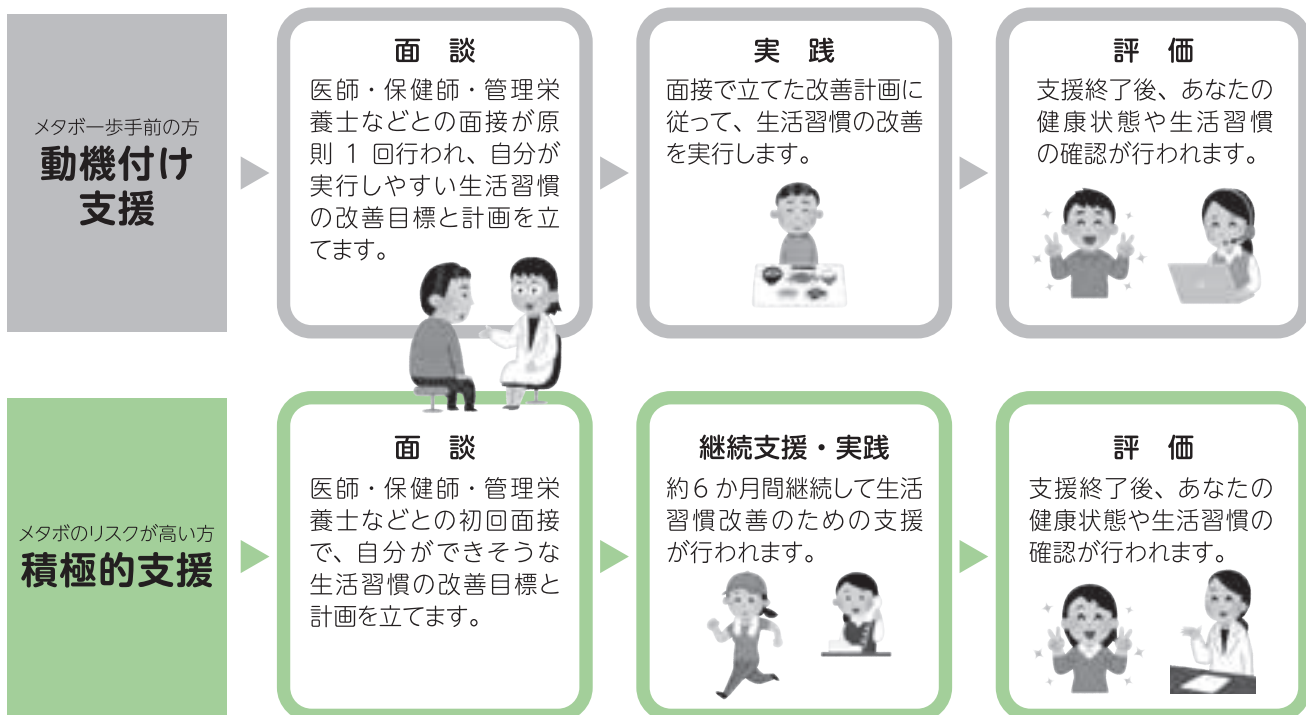 メタボ一歩手前の方
動機付け
支援
面 談
医師・保健師・管理栄
養士などとの面接が原
則 1 回行われ、自分が
実行しやすい生活習慣
の改善目標と計画を立
てます。
実 践
面接で立てた改善計画に
従って、生活習慣の改善
を実行します。
評 価
支援終了後、あなたの
健康状態や生活習慣
の確認が行われます。
メタボのリスクが高い方
積極的支援
面 談
医師・保健師・管理栄
養士などとの初回面接
で、自分ができそうな
生活習慣の改善目標と
計画を立てます。
継続支援・実践
約6か月間継続して生活
習慣改善のための支援
が行われます。
評 価
支援終了後、あなたの
健康状態や生活習慣の
確認が行われます。